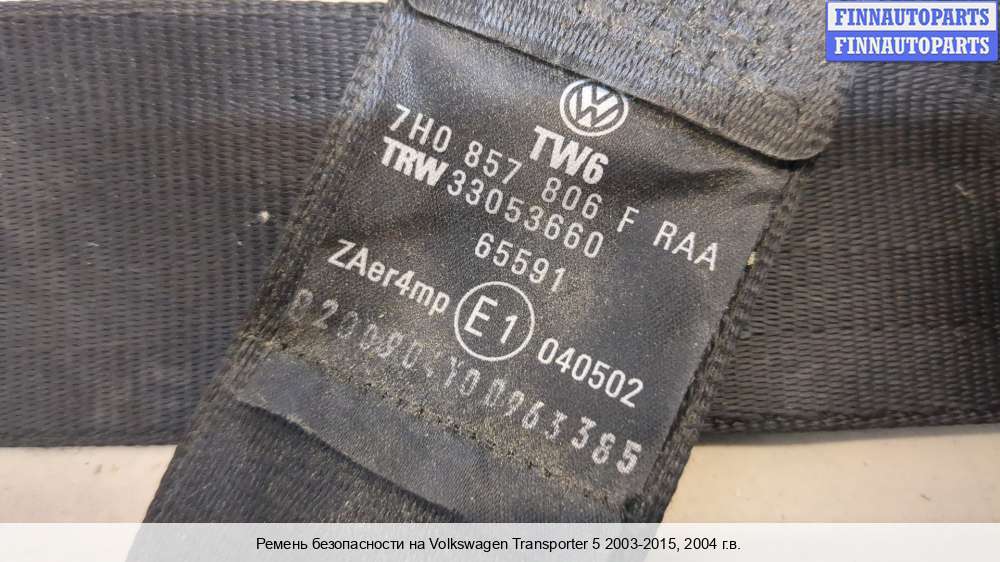 FINNAUTOPARTS
FINNAUTOPARTS
TW6
7H0 857 806 F RAA
TRW 33053660
65591
ZAer4mp E1 040502
Ремень безопасности на Volkswagen Transporter 5 2003-2015, 2004 г.в.